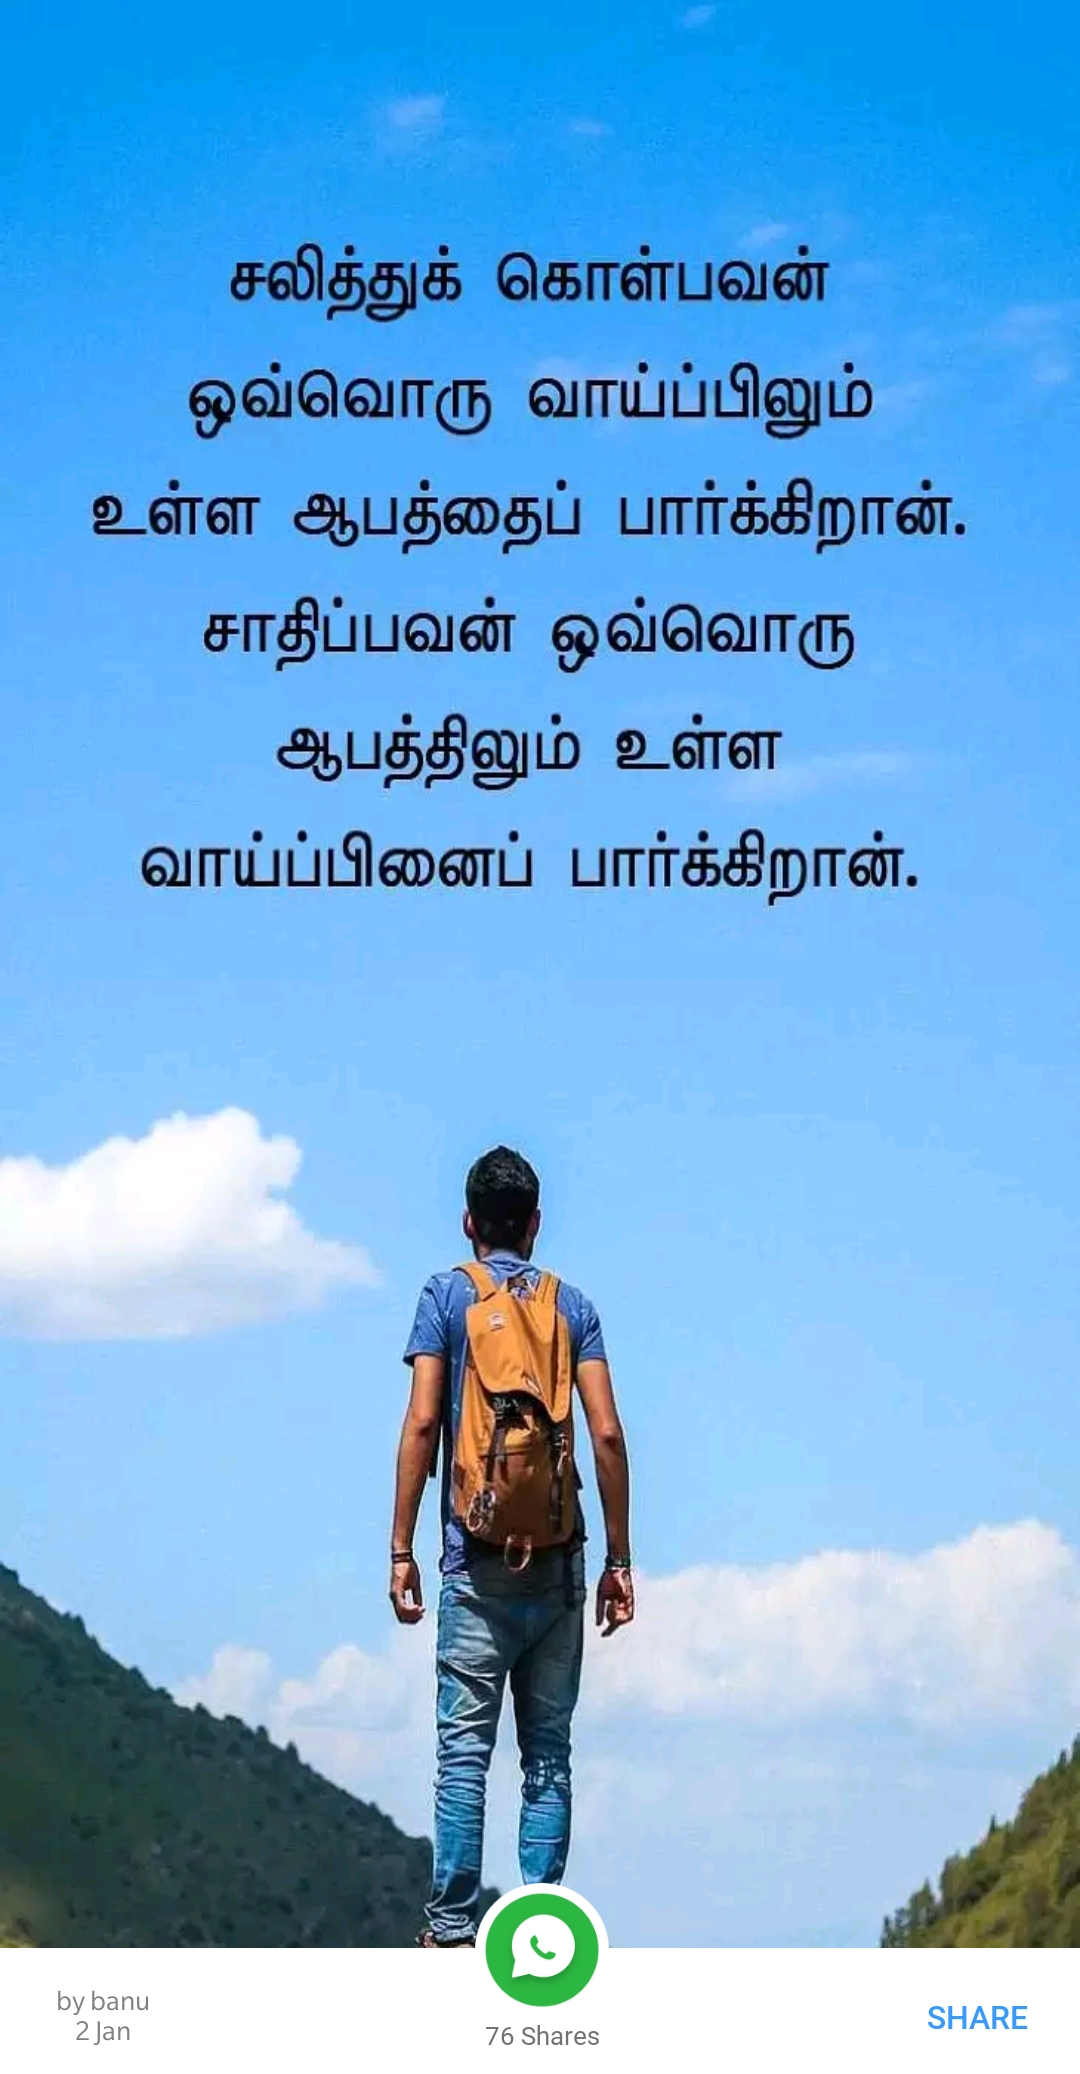 சலித்துக் கொள்பவன்
ஒவ்வொரு வாய்ப்பிலும்
உள்ள ஆபத்தைப் பார்க்கிறான்.
சாதிப்பவன் ஒவ்வொரு
ஆபத்திலும் உள்ள
வாய்ப்பினைப் பார்க்கிறான்.
by banu
2 Jan
76 Shares
SHARE